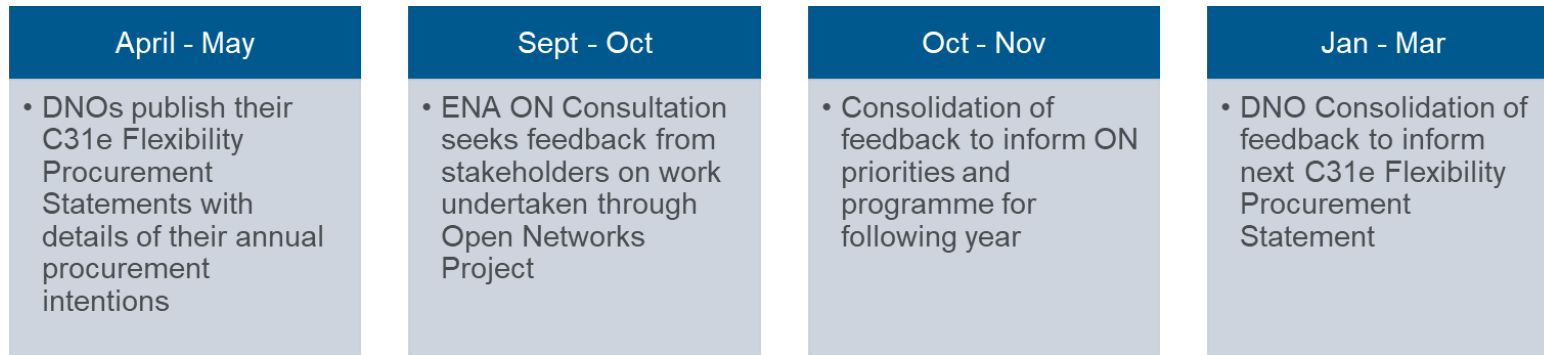 April - May
• DNOs publish their
C31e Flexibility
Procurement
Statements with
details of their annual
procurement
intentions
Sept - Oct
• ENA ON Consultation
seeks feedback from
stakeholders on work
undertaken through
Open Networks
Project
Oct - Nov
• Consolidation of
feedback to inform ON
priorities and
programme for
following year
Jan - Mar
• DNO Consolidation of
feedback to inform
next C31e Flexibility
Procurement
Statement